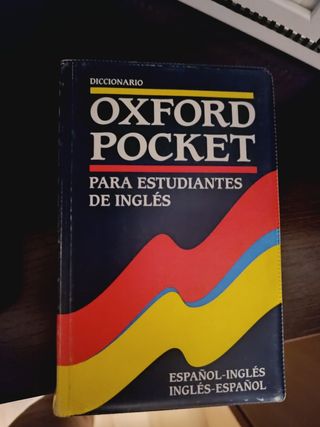 DICCIONARIO
OXFORD
POCKET
PARA ESTUDIANTES
DE INGLÉS
ESPAÑOL-INGLÉS
INGLÉS-ESPAÑOL